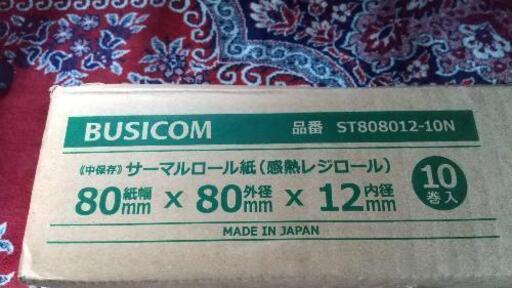 BUSICOM 品番 ST808012-10N
《中保存》サーマルロール紙(感熱レジロール)
80紙幅mm × 80外径mm × 12内径mm 10巻入
MADE IN JAPAN